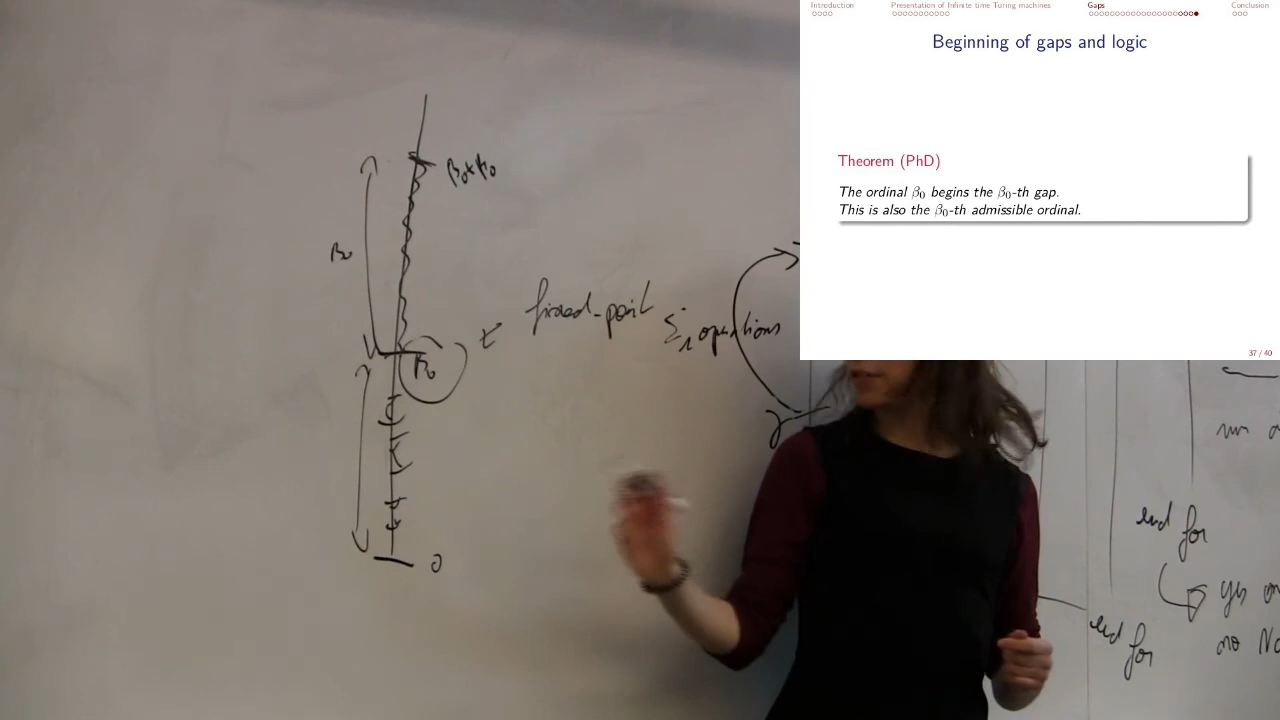 Introduction
Presentation of Infinite time Turing machines
Gaps
Conclusion
Beginning of gaps and logic
Theorem (PhD)
The ordinal β₀ begins the β₀-th gap.
This is also the β₀-th admissible ordinal.
37 / 40
β₀
β₀
fixed-point
Σ₁ operations
γ
0
end for
end for
yes
no